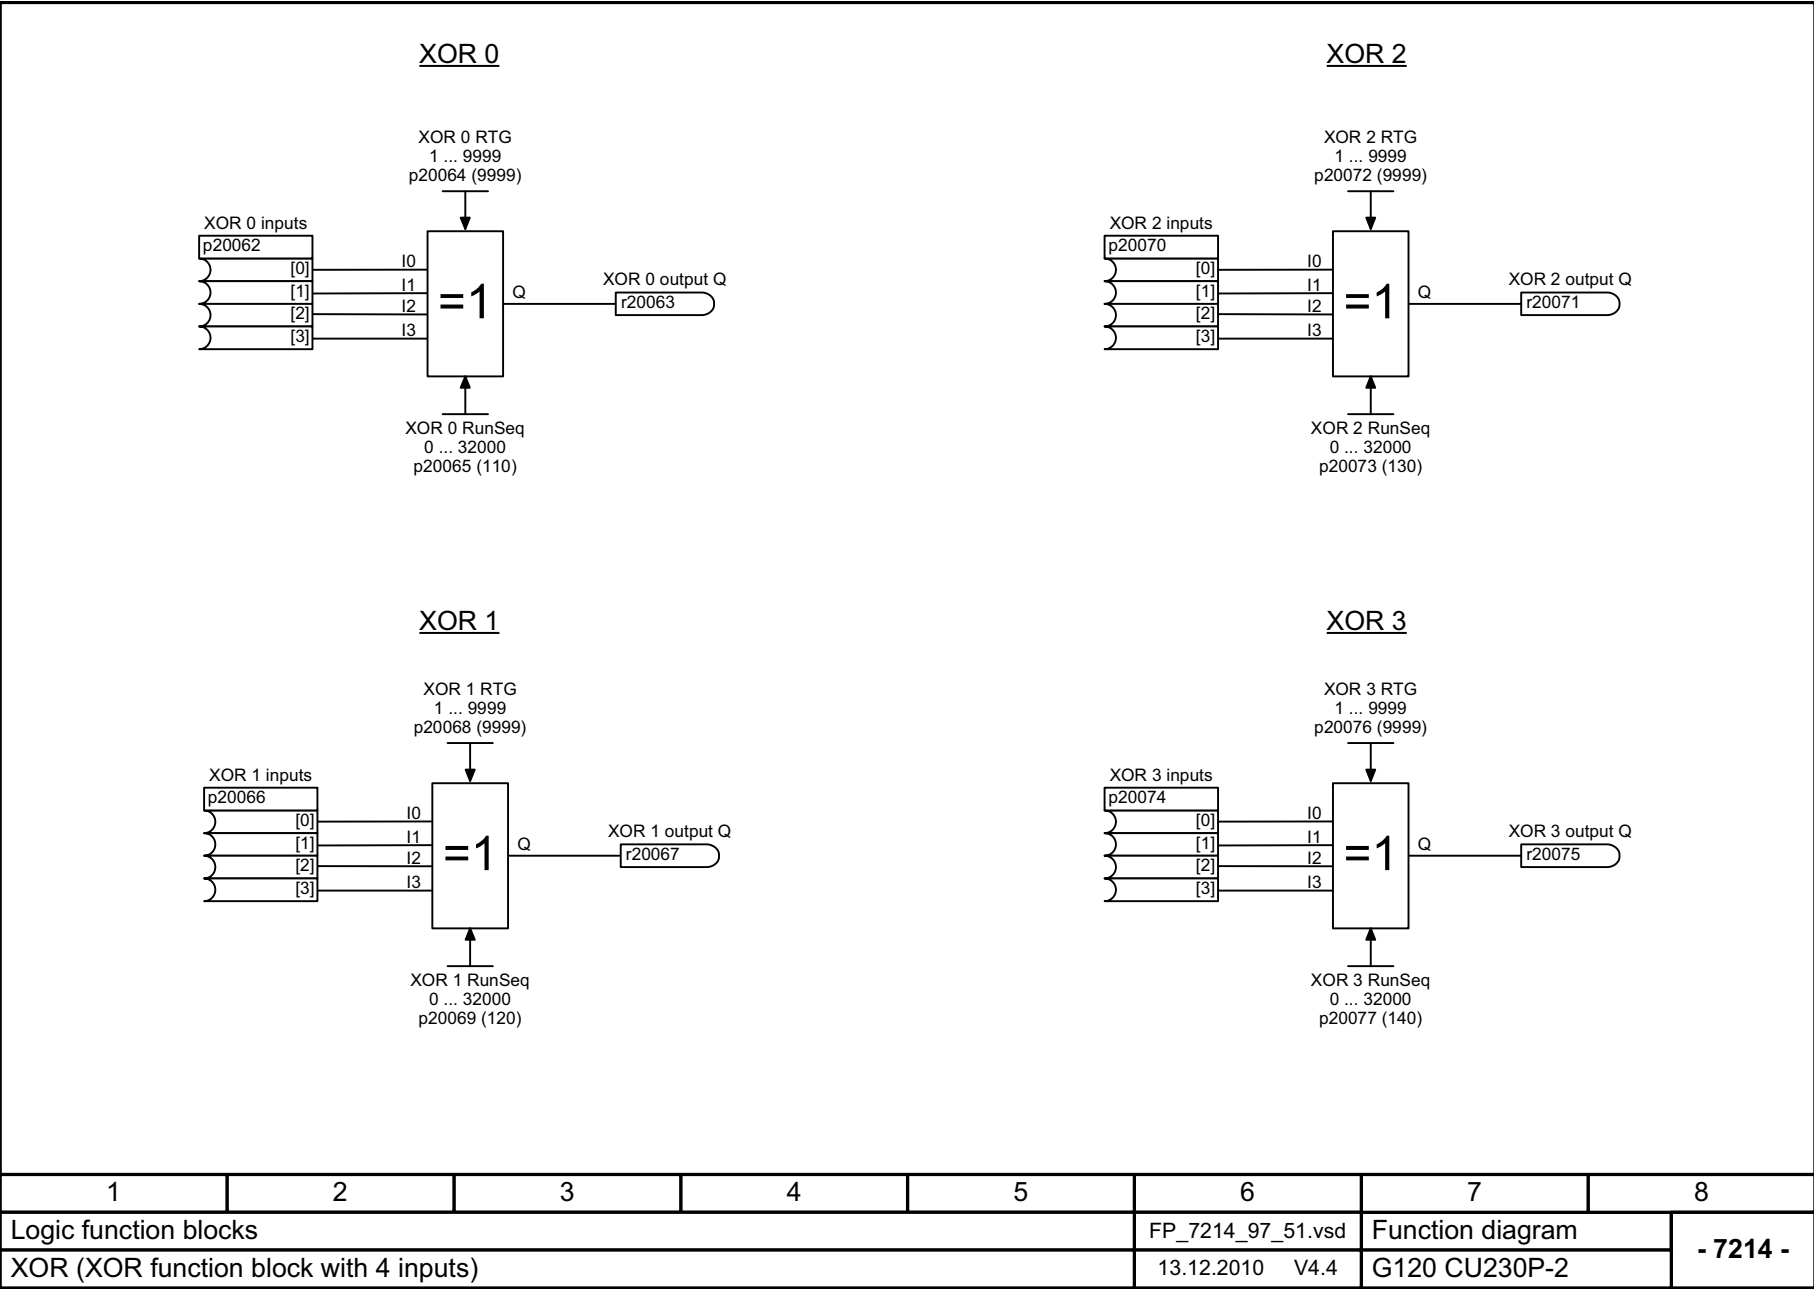 XOR 0
XOR 0 RTG
1 ... 9999
p20064 (9999)
XOR 0 inputs
p20062
[0]
[1]
[2]
[3]
I0
I1
I2
I3
=1
Q
XOR 0 output Q
r20063
XOR 0 RunSeq
0 ... 32000
p20065 (110)
XOR 2
XOR 2 RTG
1 ... 9999
p20072 (9999)
XOR 2 inputs
p20070
[0]
[1]
[2]
[3]
I0
I1
I2
I3
=1
Q
XOR 2 output Q
r20071
XOR 2 RunSeq
0 ... 32000
p20073 (130)
XOR 1
XOR 1 RTG
1 ... 9999
p20068 (9999)
XOR 1 inputs
p20066
[0]
[1]
[2]
[3]
I0
I1
I2
I3
=1
Q
XOR 1 output Q
r20067
XOR 1 RunSeq
0 ... 32000
p20069 (120)
XOR 3
XOR 3 RTG
1 ... 9999
p20076 (9999)
XOR 3 inputs
p20074
[0]
[1]
[2]
[3]
I0
I1
I2
I3
=1
Q
XOR 3 output Q
r20075
XOR 3 RunSeq
0 ... 32000
p20077 (140)
1 2 3 4 5 6 7 8
Logic function blocks
FP_7214_97_51.vsd
Function diagram
- 7214 -
XOR (XOR function block with 4 inputs)
13.12.2010 V4.4
G120 CU230P-2